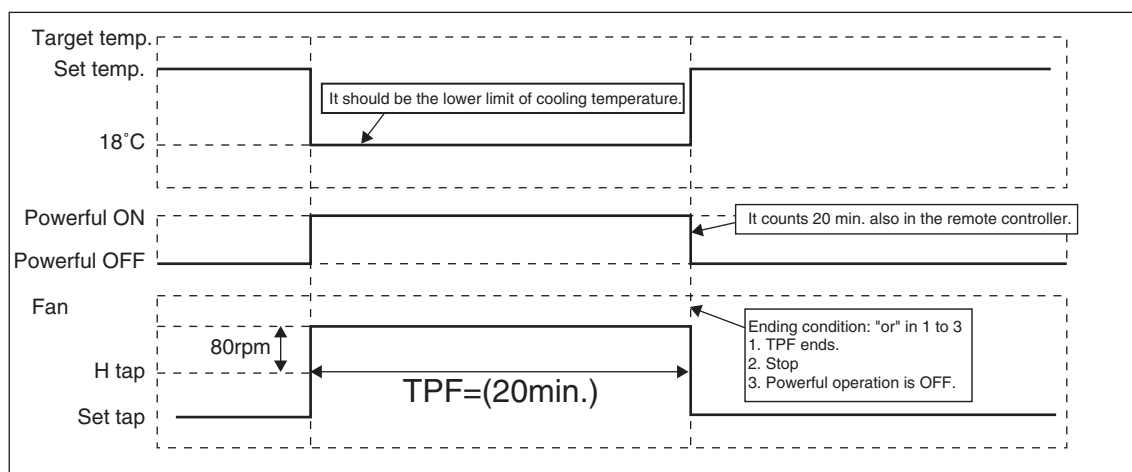 Target temp.
Set temp.
It should be the lower limit of cooling temperature.
18˚C
Powerful ON
It counts 20 min. also in the remote controller.
Powerful OFF
Fan
Ending condition: "or" in 1 to 3
1. TPF ends.
2. Stop
3. Powerful operation is OFF.
80rpm
H tap
TPF=(20min.)
Set tap